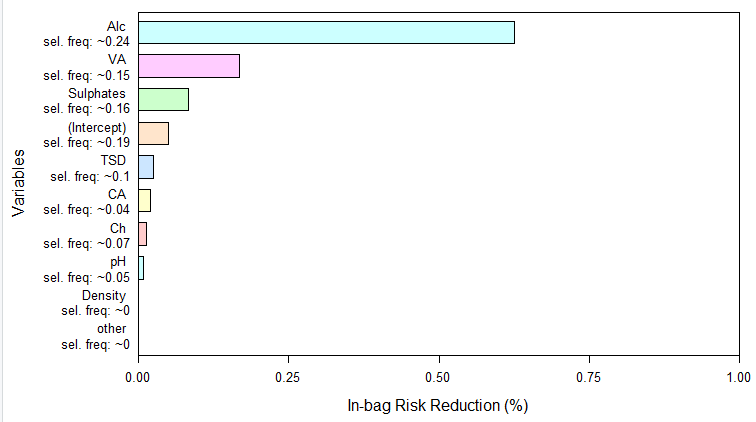 Alc
sel. freq: ~0.24
VA
sel. freq: ~0.15
Sulphates
sel. freq: ~0.16
(Intercept)
sel. freq: ~0.19
TSD
sel. freq: ~0.1
CA
sel. freq: ~0.04
Ch
sel. freq: ~0.07
pH
sel. freq: ~0.05
Density
sel. freq: ~0
other
sel. freq: ~0
Variables
0.00 0.25 0.50 0.75 1.00
In-bag Risk Reduction (%)